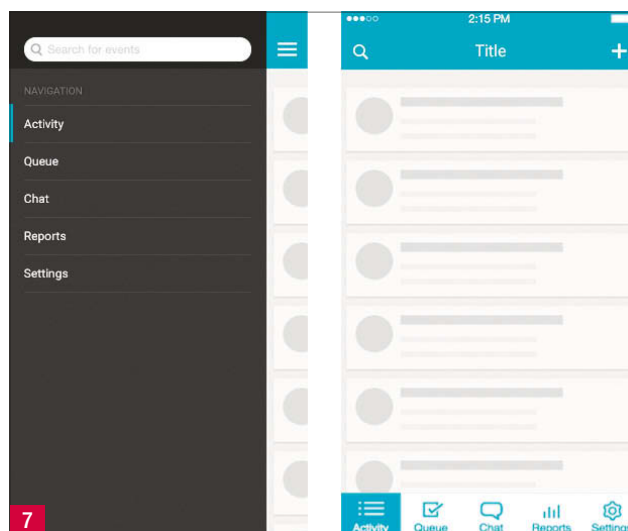 Search for events
NAVIGATION
Activity
Queue
Chat
Reports
Settings
7
2:15 PM
Title
Activity
Queue
Chat
Reports
Settings